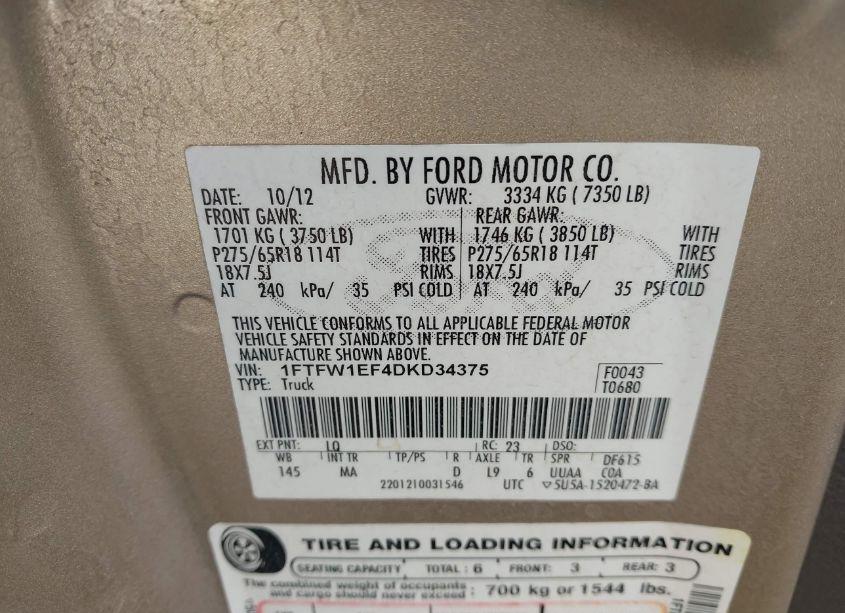 MFD. BY FORD MOTOR CO.
DATE: 10/12 GVWR: 3334 KG ( 7350 LB)
FRONT GAWR: REAR GAWR:
1701 KG ( 3750 LB) WITH 1746 KG ( 3850 LB) WITH
P275/65R18 114T TIRES P275/65R18 114T TIRES
18X7.5J RIMS 18X7.5J RIMS
AT 240 kPa/ 35 PSI COLD AT 240 kPa/ 35 PSI COLD
THIS VEHICLE CONFORMS TO ALL APPLICABLE FEDERAL MOTOR
VEHICLE SAFETY STANDARDS IN EFFECT ON THE DATE OF
MANUFACTURE SHOWN ABOVE.
VIN: 1FTFW1EF4DKD34375 F0043
TYPE: Truck T0680
EXT PNT: LQ RC: 23 DSO:
WB INT TR TP/PS R AXLE TR SPR DF615
145 MA D L9 6 UUAA COA
2201210031546 UTC ▽5U5A-1520472-BA
TIRE AND LOADING INFORMATION
SEATING CAPACITY TOTAL : 6 FRONT: 3 REAR: 3
The combined weight of occupants
and cargo should never exceed : 700 kg or 1544 lbs.